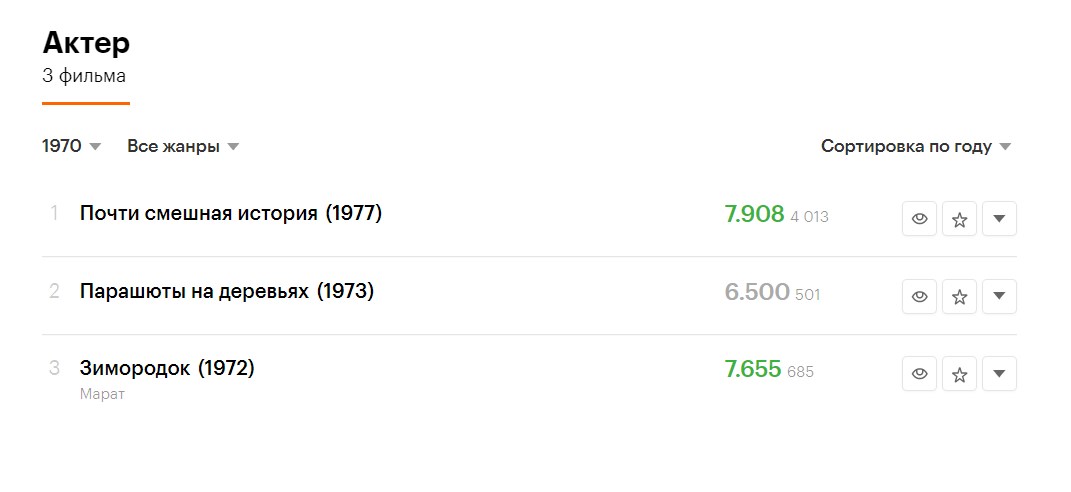 Актер
3 фильма
1970 Все жанры Сортировка по году
1 Почти смешная история (1977) 7.908 4 013
2 Парашюты на деревьях (1973) 6.500 501
3 Зимородок (1972) 7.655 685
Марат